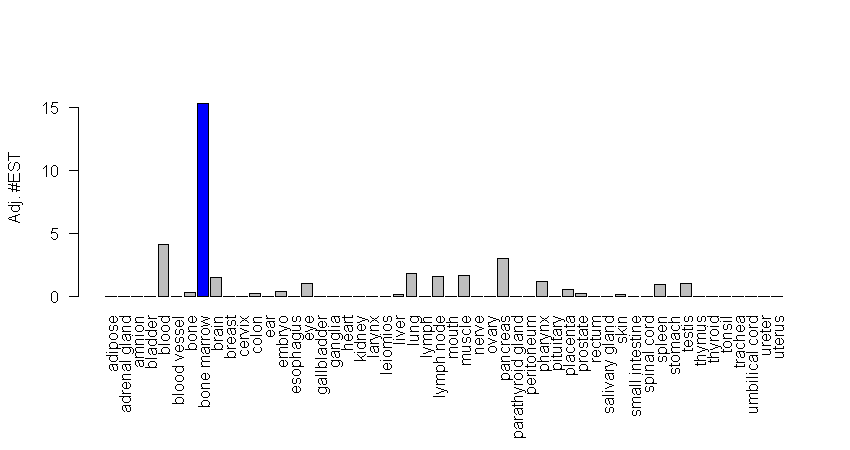 15
10
5
0
Adj. #EST
adipose
adrenal gland
amnion
bladder
blood
blood vessel
bone
bone marrow
brain
breast
cervix
colon
ear
embryo
esophagus
eye
gallbladder
ganglia
heart
kidney
larynx
leiomios
liver
lung
lymph
lymph node
mouth
muscle
nerve
ovary
pancreas
parathyroid gland
peritoneum
pharynx
pituitary
placenta
prostate
rectum
salivary gland
skin
small intestine
spinal cord
spleen
stomach
testis
thymus
thyroid
tonsil
trachea
umbilical cord
ureter
uterus